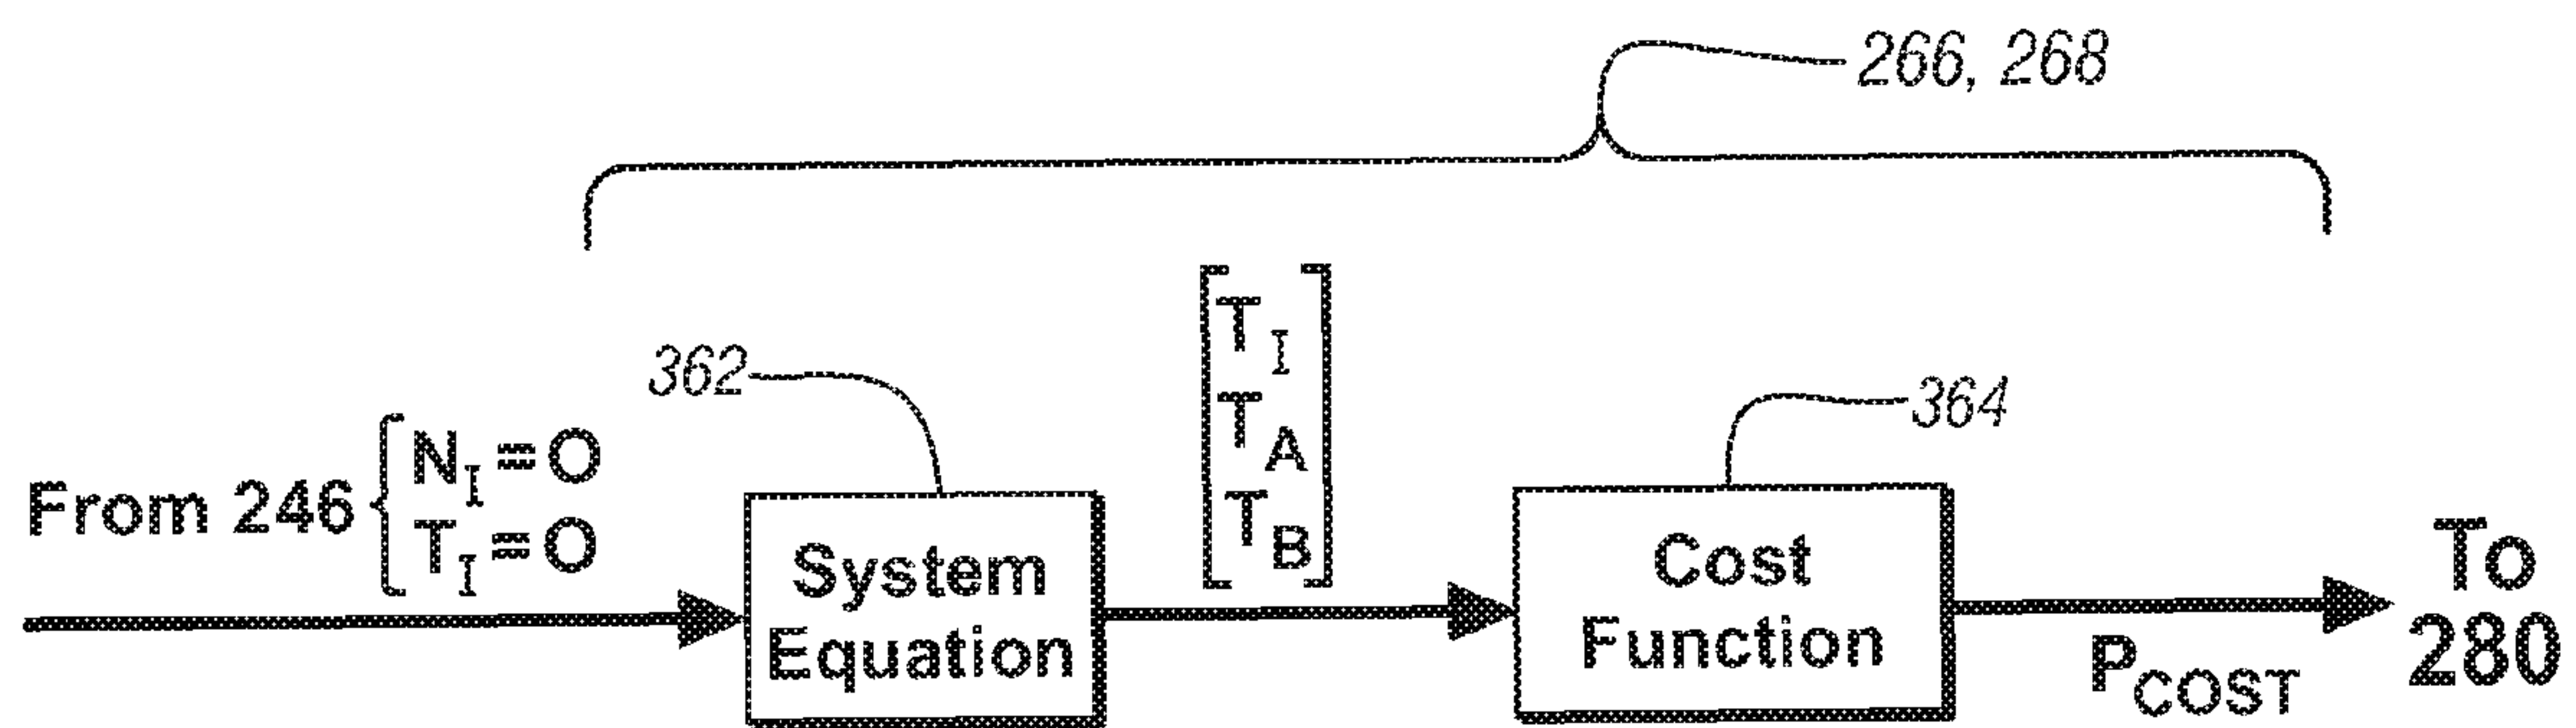 266, 268
362
364
From 246
N_I=O
T_I=O
System
Equation
T_I
T_A
T_B
Cost
Function
P_COST
To
280